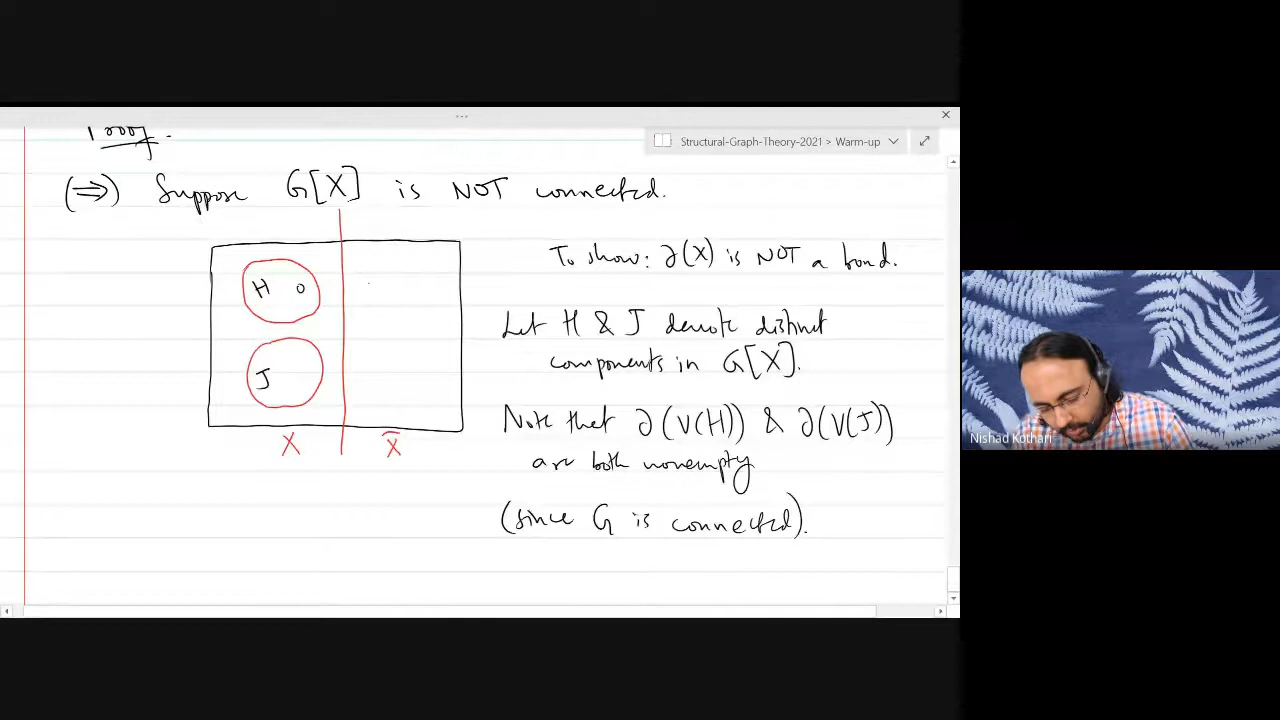 Proof.
Structural-Graph-Theory-2021 > Warm-up
(⇒) Suppose G[X] is NOT connected.
To show: ∂(X) is NOT a bond.
H
Let H & J denote distinct
components in G[X].
J
Note that ∂(V(H)) & ∂(V(J))
X X̄
Nishad Kothari
are both nonempty
(since G is connected).